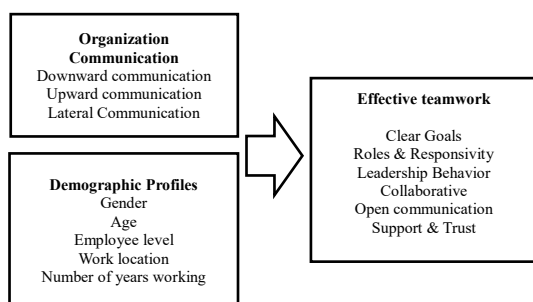 Organization
Communication
Downward communication
Upward communication
Lateral Communication
Demographic Profiles
Gender
Age
Employee level
Work location
Number of years working
Effective teamwork
Clear Goals
Roles & Responsivity
Leadership Behavior
Collaborative
Open communication
Support & Trust